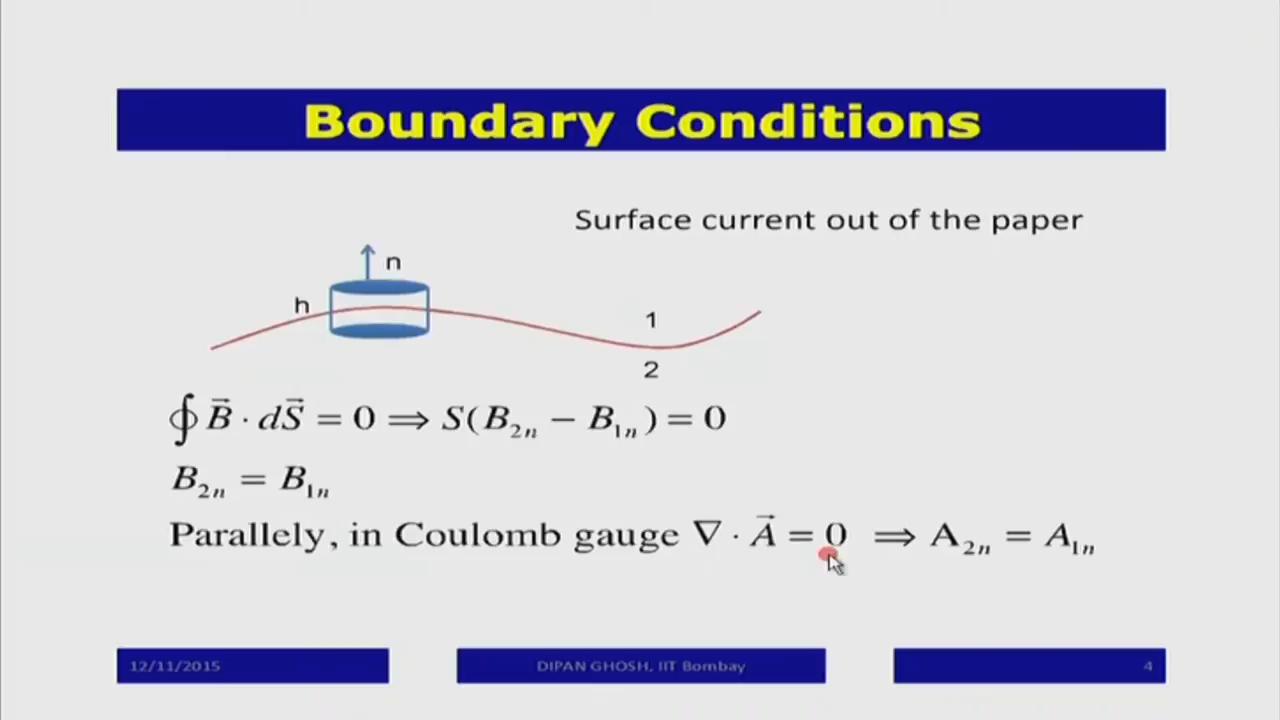 Boundary Conditions
Surface current out of the paper
n
h
1
2
∮ B⃗ · dS⃗ = 0 ⟹ S(B₂ₙ − B₁ₙ) = 0
B₂ₙ = B₁ₙ
Parallely, in Coulomb gauge ∇ · A⃗ = 0 ⟹ A₂ₙ = A₁ₙ
12/11/2015
DIPAN GHOSH, IIT Bombay
4